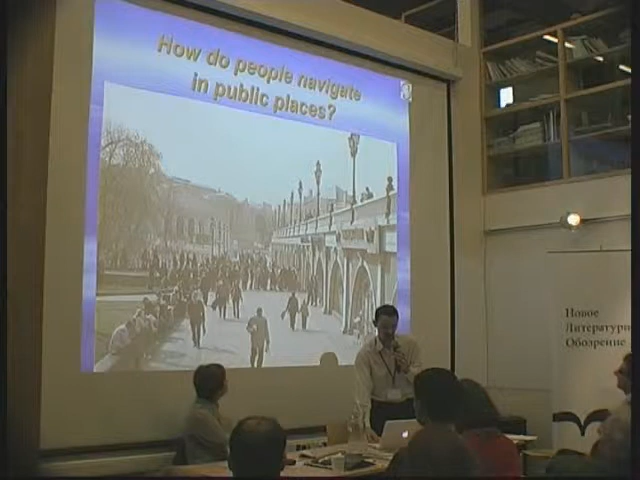 How do people navigate
in public places?
Новое
Литературн
Обозрение